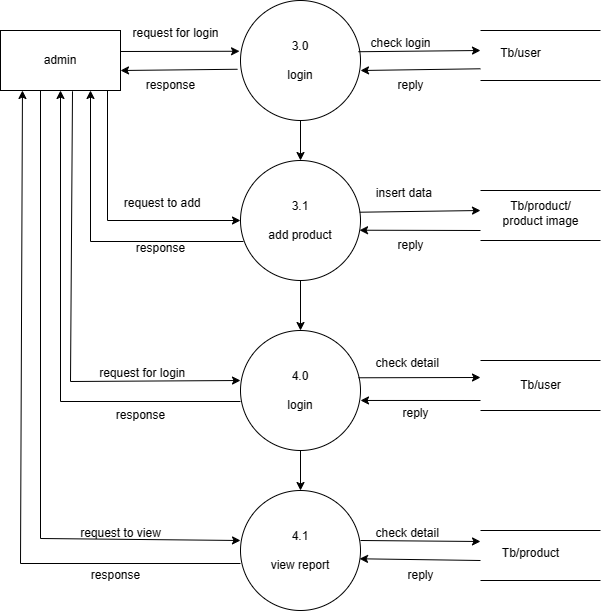 request for login
3.0
check login
admin
login
Tb/user
response
reply
request to add
3.1
insert data
Tb/product/
product image
add product
response
reply
request for login
4.0
check detail
Tb/user
login
response
reply
request to view
4.1
check detail
Tb/product
view report
response
reply